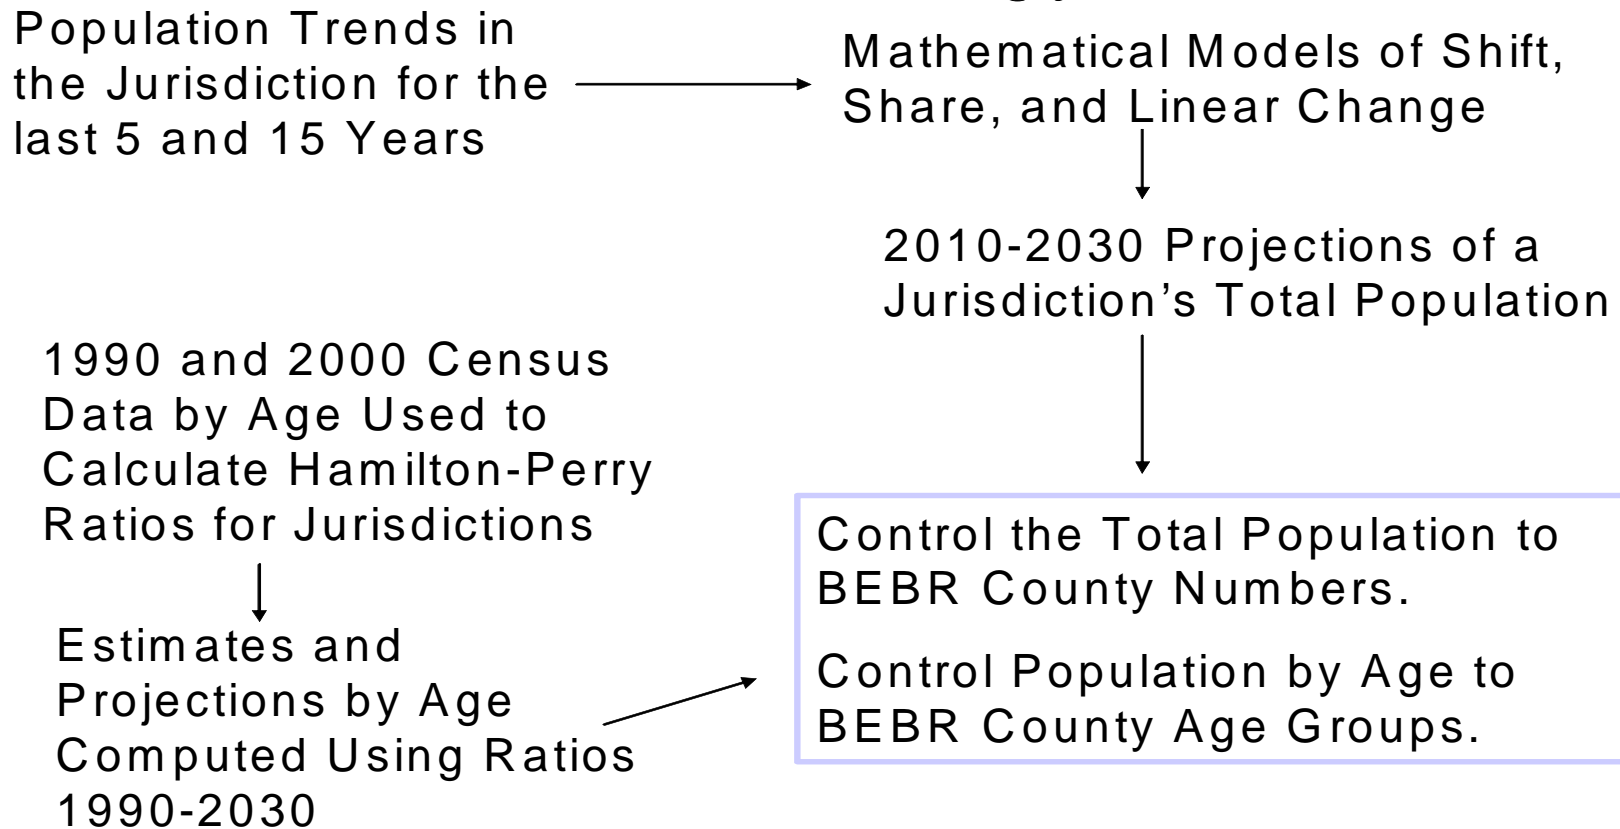 Population Trends in
the Jurisdiction for the
last 5 and 15 Years
Mathematical Models of Shift,
Share, and Linear Change
2010-2030 Projections of a
Jurisdiction’s Total Population
1990 and 2000 Census
Data by Age Used to
Calculate Hamilton-Perry
Ratios for Jurisdictions
Estimates and
Projections by Age
Computed Using Ratios
1990-2030
Control the Total Population to
BEBR County Numbers.
Control Population by Age to
BEBR County Age Groups.